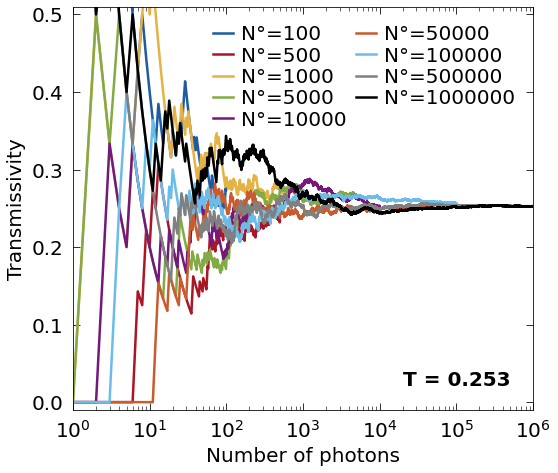 0.5
0.4
0.3
0.2
0.1
0.0
Transmissivity
N°=100
N°=500
N°=1000
N°=5000
N°=10000
N°=50000
N°=100000
N°=500000
N°=1000000
T = 0.253
10⁰ 10¹ 10² 10³ 10⁴ 10⁵ 10⁶
Number of photons